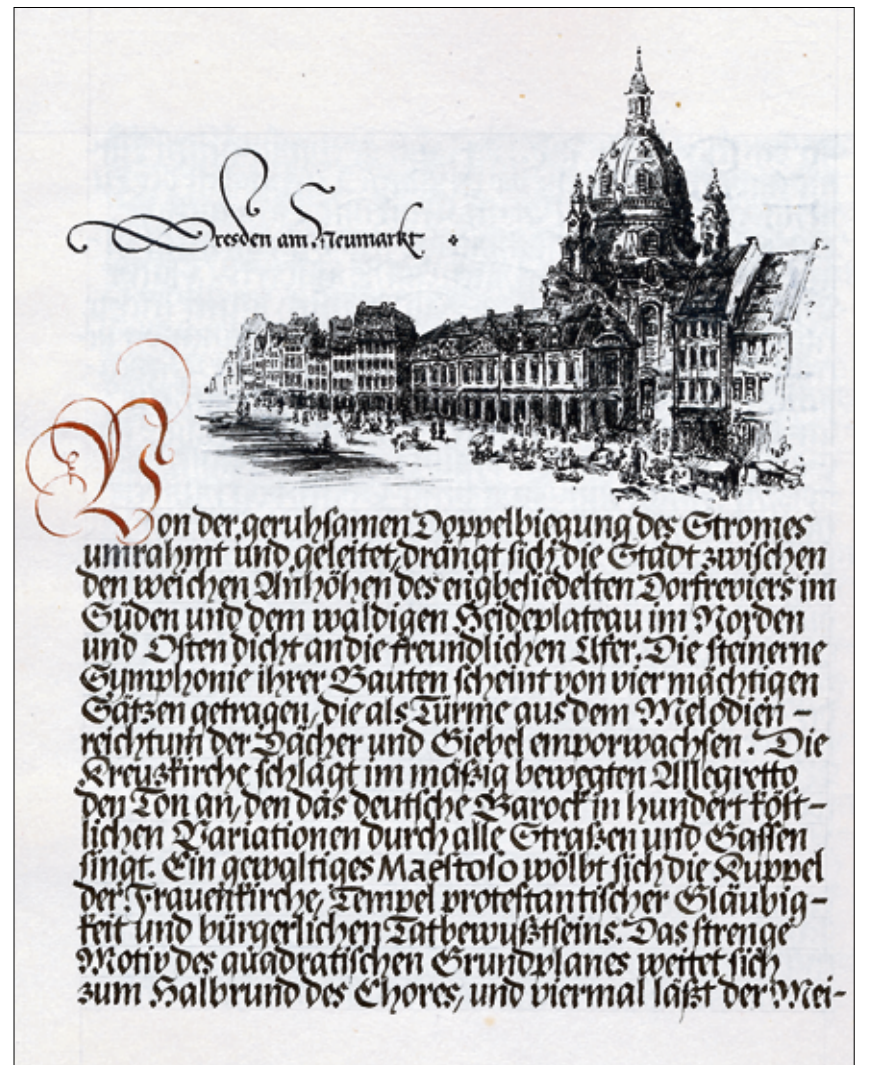 Dresden am Neumarkt
Von der geruhsamen Doppelbiegung des Stromes
umrahmt und geleitet, drängt sich die Stadt zwischen
den weichen Anhöhen des engbesiedelten Dorfreviers im
Süden und dem waldigen Heideplateau im Norden
und Osten dicht an die freundlichen Ufer. Die steinerne
Symphonie ihrer Bauten scheint von vier mächtigen
Sätzen getragen, die als Türme aus dem Melodien-
reichtum der Dächer und Giebel emporwachsen. Die
Kreuzkirche schlägt im mäßig bewegten Allegretto
den Ton an, den das deutsche Barock in hundert köst-
lichen Variationen durch alle Straßen und Gassen
singt. Ein gewaltiges Maestoso wölbt sich die Kuppel
der Frauenkirche, Tempel protestantischer Gläubig-
keit und bürgerlichen Tatbewußtseins. Das strenge
Motiv des quadratischen Grundplanes weitet sich
zum Halbrund des Chores, und viermal läßt der Mei-